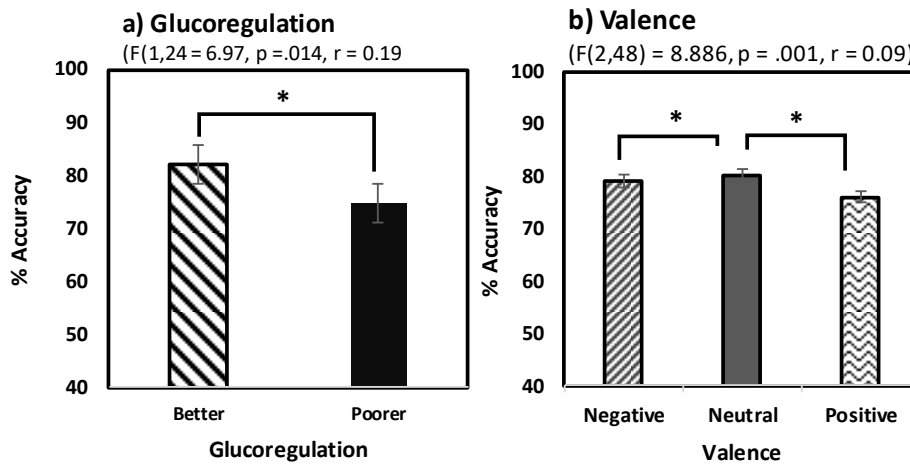 a) Glucoregulation
(F(1,24 = 6.97, p =.014, r = 0.19
100
90
80
70
60
50
40
% Accuracy
*
Better Poorer
Glucoregulation
b) Valence
(F(2,48) = 8.886, p = .001, r = 0.09)
100
90
80
70
60
50
40
% Accuracy
* *
Negative Neutral Positive
Valence